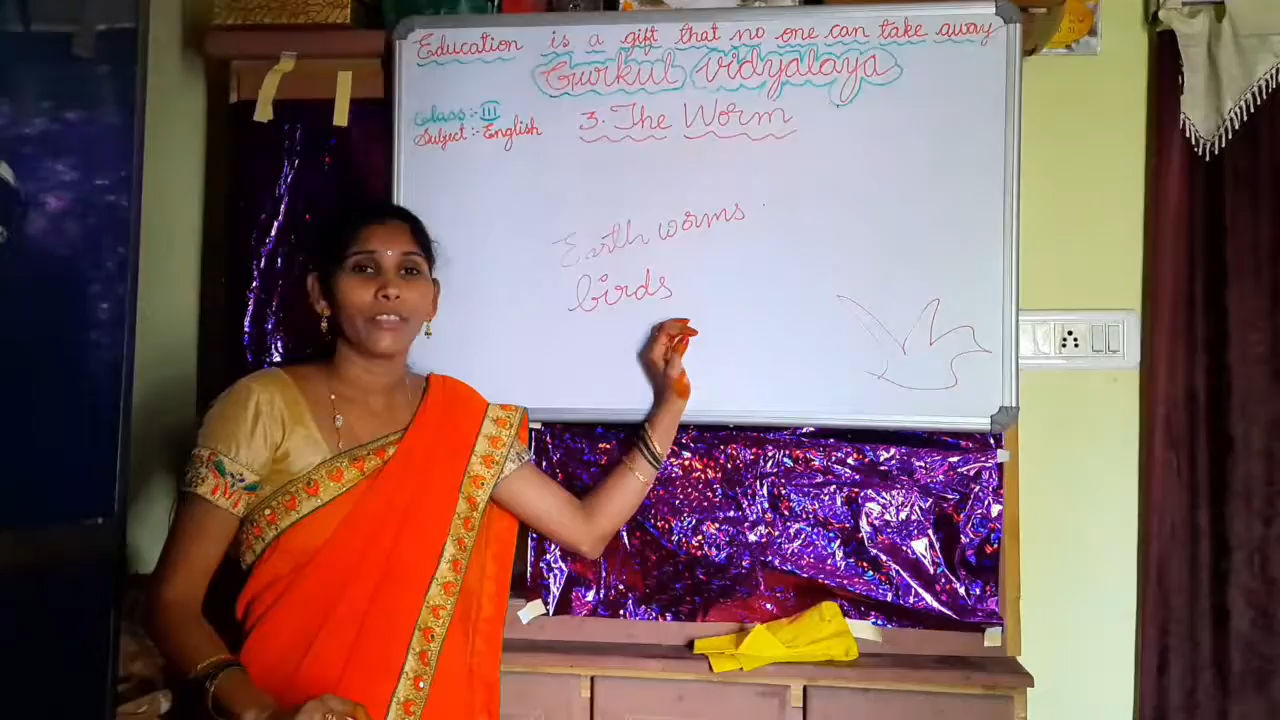 Education is a gift that no one can take away
Gurkul vidyalaya
Class :- III
Subject :- English
3. The Worm
Earth worms
birds